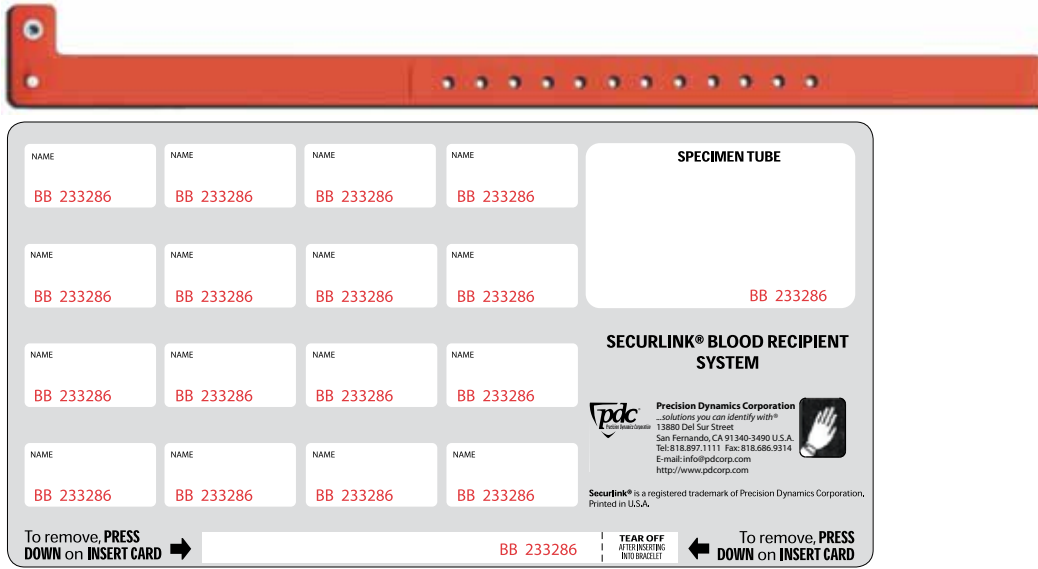 NAME NAME NAME NAME SPECIMEN TUBE
BB 233286 BB 233286 BB 233286 BB 233286
NAME NAME NAME NAME
BB 233286 BB 233286 BB 233286 BB 233286 BB 233286
NAME NAME NAME NAME
BB 233286 BB 233286 BB 233286 BB 233286
NAME NAME NAME NAME
BB 233286 BB 233286 BB 233286 BB 233286
SECURLINK® BLOOD RECIPIENT
SYSTEM
pdc®
Precision Dynamics Corporation
Precision Dynamics Corporation
...solutions you can identify with®
13880 Del Sur Street
San Fernando, CA 91340-3490 U.S.A.
Tel: 818.897.1111 Fax: 818.686.9314
E-mail: info@pdcorp.com
http://www.pdcorp.com
Securlink® is a registered trademark of Precision Dynamics Corporation.
Printed in U.S.A.
To remove, PRESS
DOWN on INSERT CARD
BB 233286
TEAR OFF
AFTER INSERTING
INTO BRACELET
To remove, PRESS
DOWN on INSERT CARD